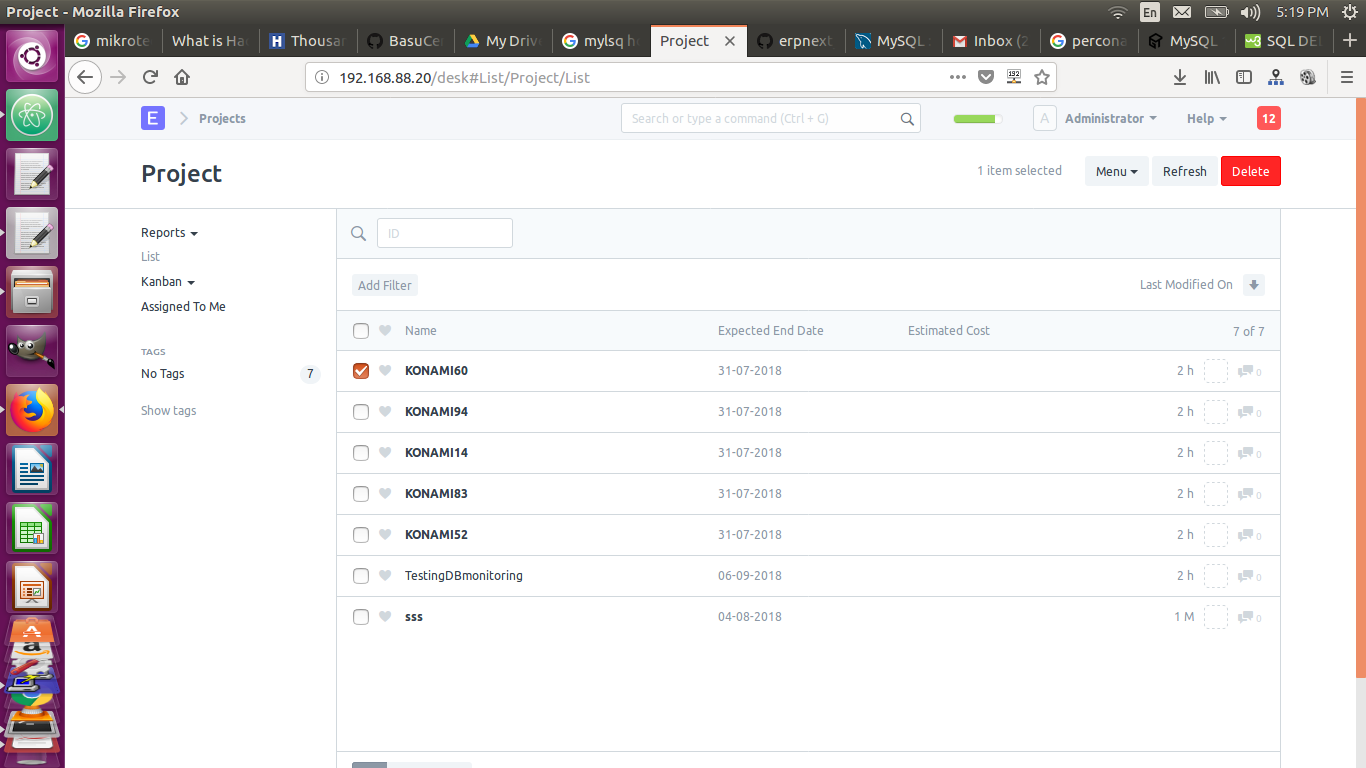 Project - Mozilla Firefox En 5:19 PM
mikrote What is Ha Thousan BasuCe My Driv mylsq h Project erpnext MySQL Inbox (2 percona MySQL SQL DEL
192.168.88.20/desk#List/Project/List 192
E Projects Search or type a command (Ctrl + G) A Administrator Help 12
Project 1 item selected Menu Refresh Delete
Reports
List
Kanban
Assigned To Me
TAGS
No Tags 7
Show tags
ID
Add Filter Last Modified On
Name Expected End Date Estimated Cost 7 of 7
KONAMI60 31-07-2018 2 h 0
KONAMI94 31-07-2018 2 h 0
KONAMI14 31-07-2018 2 h 0
KONAMI83 31-07-2018 2 h 0
KONAMI52 31-07-2018 2 h 0
TestingDBmonitoring 06-09-2018 2 h 0
sss 04-08-2018 1 M 0